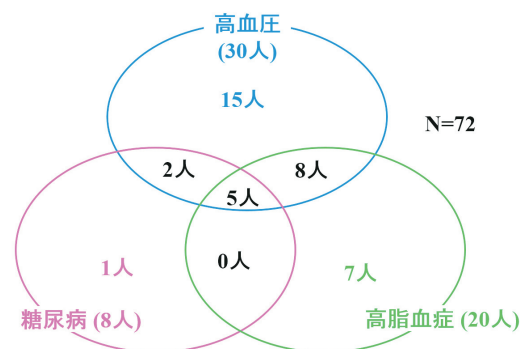 高血圧
(30人)
15人
N=72
2人
8人
5人
0人
1人
7人
糖尿病 (8人)
高脂血症 (20人)